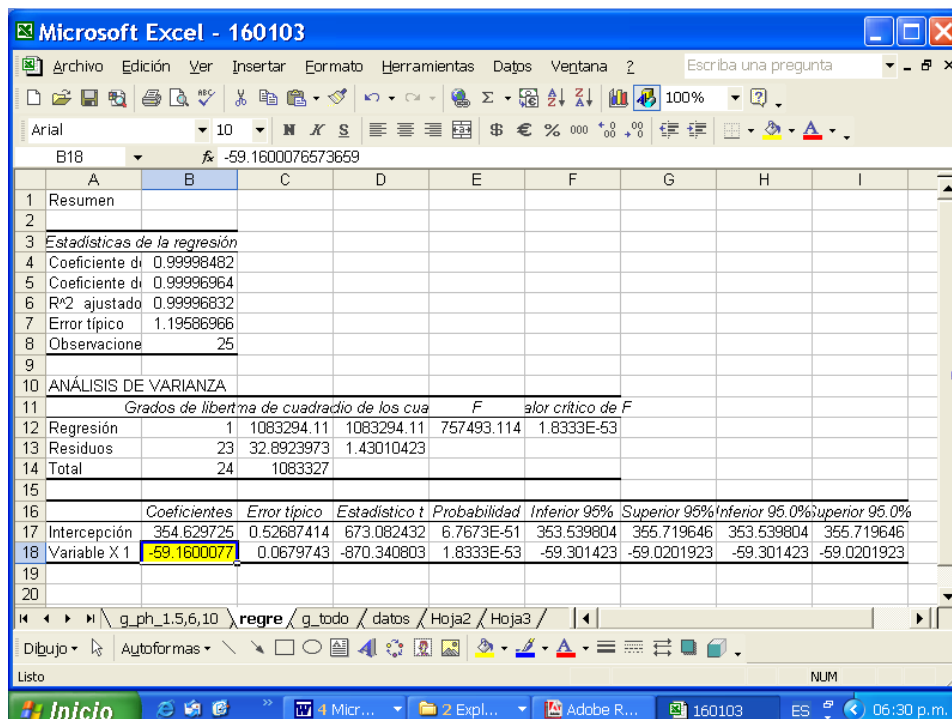 Microsoft Excel - 160103
Archivo Edición Ver Insertar Formato Herramientas Datos Ventana ? Escriba una pregunta
100%
Arial 10 N K S $ € % 000
B18 fx -59.1600076573659
A B C D E F G H I
1 Resumen
2
3 Estadísticas de la regresión
4 Coeficiente d 0.99998482
5 Coeficiente d 0.99996964
6 R^2 ajustado 0.99996832
7 Error típico 1.19586966
8 Observacione 25
9
10 ANÁLISIS DE VARIANZA
11 Grados de libert ma de cuadra dio de los cua F alor crítico de F
12 Regresión 1 1083294.11 1083294.11 757493.114 1.8333E-53
13 Residuos 23 32.8923973 1.43010423
14 Total 24 1083327
15
16 Coeficientes Error típico Estadístico t Probabilidad Inferior 95% Superior 95% Inferior 95.0% Superior 95.0%
17 Intercepción 354.629725 0.52687414 673.082432 6.7673E-51 353.539804 355.719646 353.539804 355.719646
18 Variable X 1 -59.1600077 0.0679743 -870.340803 1.8333E-53 -59.301423 -59.0201923 -59.301423 -59.0201923
19
20
g_ph_1.5,6,10 regre g_todo datos Hoja2 Hoja3
Dibujo Autoformas
Listo NUM
Inicio » 4 Micr... 2 Expl... Adobe R... 160103 ES 06:30 p.m.